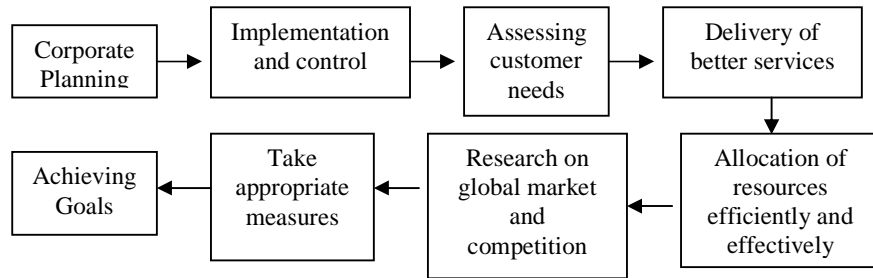 Corporate
Planning
Implementation
and control
Assessing
customer
needs
Delivery of
better services
Allocation of
resources
efficiently and
effectively
Research on
global market
and
competition
Take
appropriate
measures
Achieving
Goals